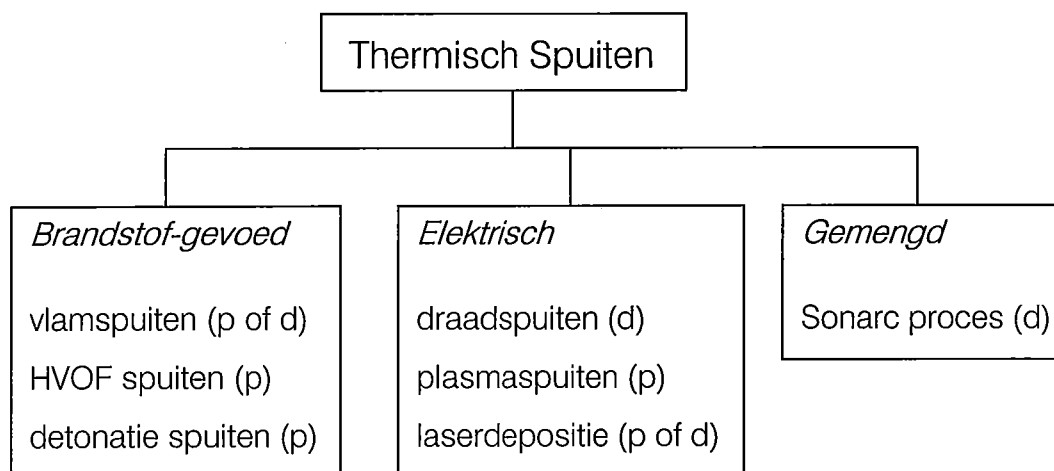 Thermisch Spuiten
Brandstof-gevoed
vlamspuiten (p of d)
HVOF spuiten (p)
detonatie spuiten (p)
Elektrisch
draadspuiten (d)
plasmaspuiten (p)
laserdepositie (p of d)
Gemengd
Sonarc proces (d)